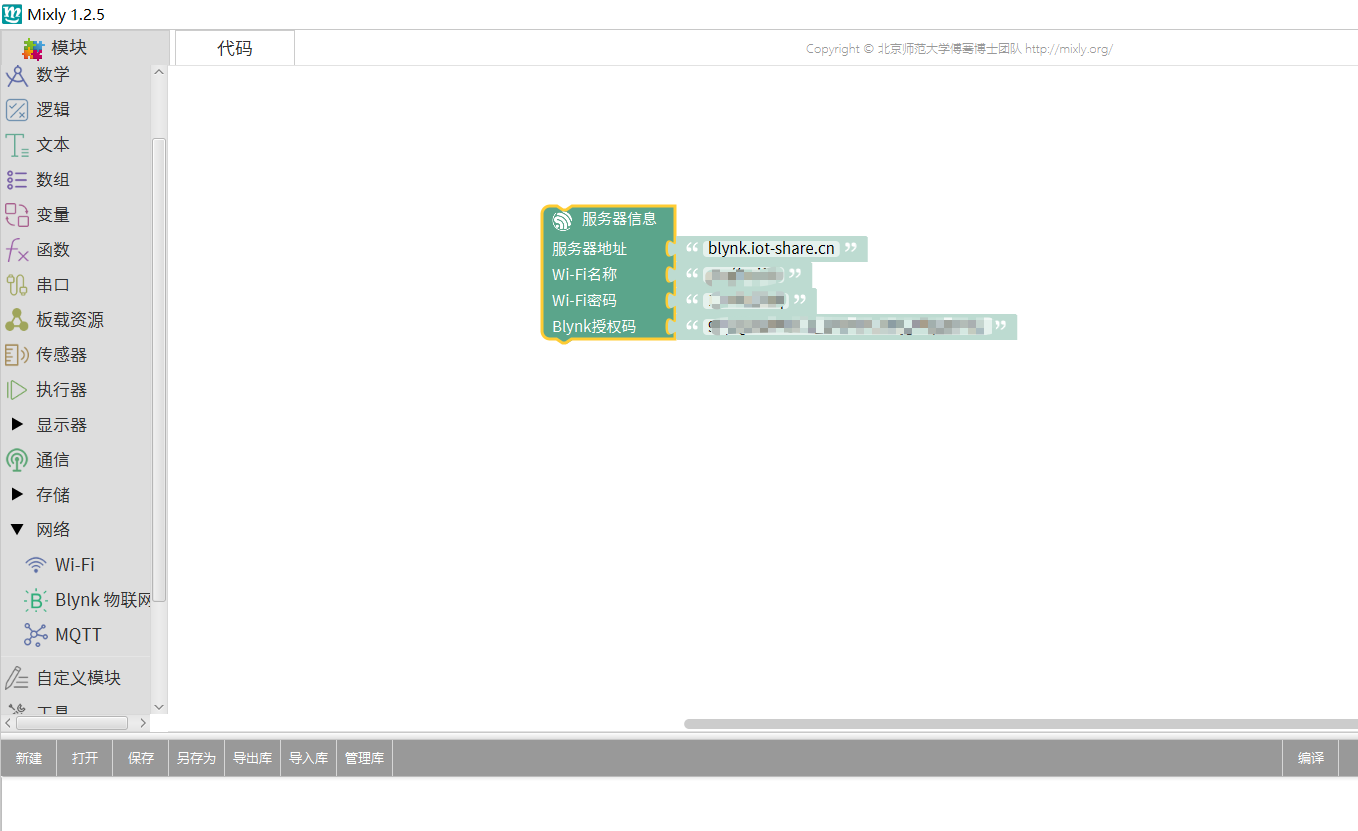 Mixly 1.2.5
模块
代码
Copyright © 北京师范大学傅骞博士团队 http://mixly.org/
数学
逻辑
文本
数组
变量
函数
串口
板载资源
传感器
执行器
显示器
通信
存储
网络
Wi-Fi
Blynk 物联网
MQTT
自定义模块
工具
服务器信息
服务器地址 “ blynk.iot-share.cn ”
Wi-Fi名称 “ ”
Wi-Fi密码 “ ”
Blynk授权码 “ ”
新建 打开 保存 另存为 导出库 导入库 管理库 编译